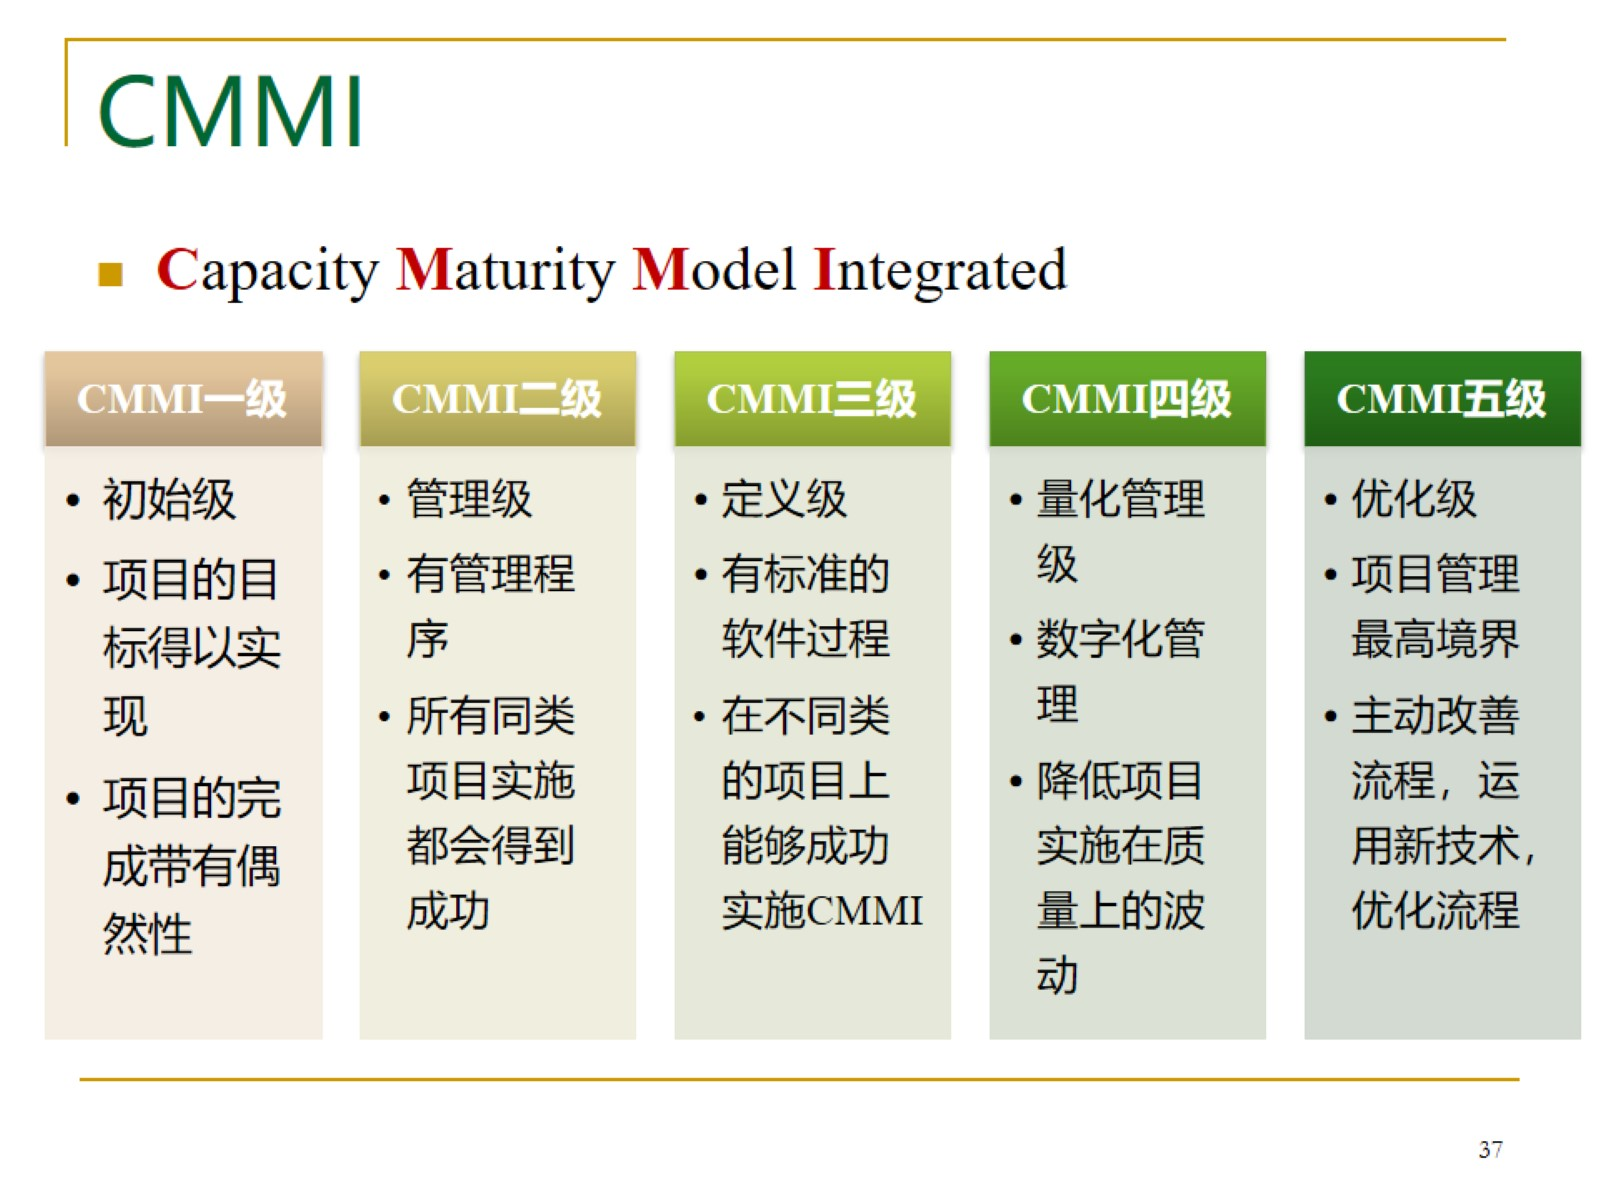 CMMI
Capacity Maturity Model Integrated
CMMI一级
• 初始级
• 项目的目
标得以实
现
• 项目的完
成带有偶
然性
CMMI二级
• 管理级
• 有管理程
序
• 所有同类
项目实施
都会得到
成功
CMMI三级
• 定义级
• 有标准的
软件过程
• 在不同类
的项目上
能够成功
实施CMMI
CMMI四级
• 量化管理
级
• 数字化管
理
• 降低项目
实施在质
量上的波
动
CMMI五级
• 优化级
• 项目管理
最高境界
• 主动改善
流程，运
用新技术，
优化流程
37